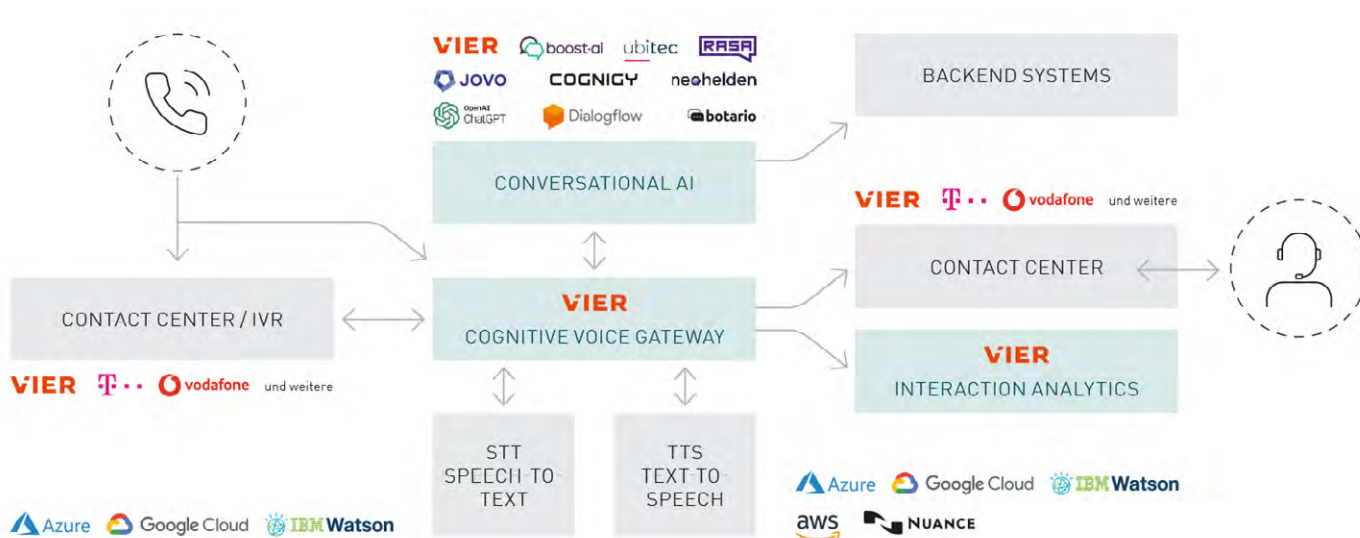 VIER boost.ai ubitec RASA
JOVO COGNIGY neohelden
OpenAI
ChatGPT Dialogflow botario
CONVERSATIONAL AI
BACKEND SYSTEMS
VIER T·· vodafone und weitere
CONTACT CENTER
CONTACT CENTER / IVR
VIER T·· vodafone und weitere
VIER
COGNITIVE VOICE GATEWAY
VIER
INTERACTION ANALYTICS
STT
SPEECH-TO-
TEXT
TTS
TEXT-TO-
SPEECH
Azure Google Cloud IBM Watson
Azure Google Cloud IBM Watson
aws NUANCE